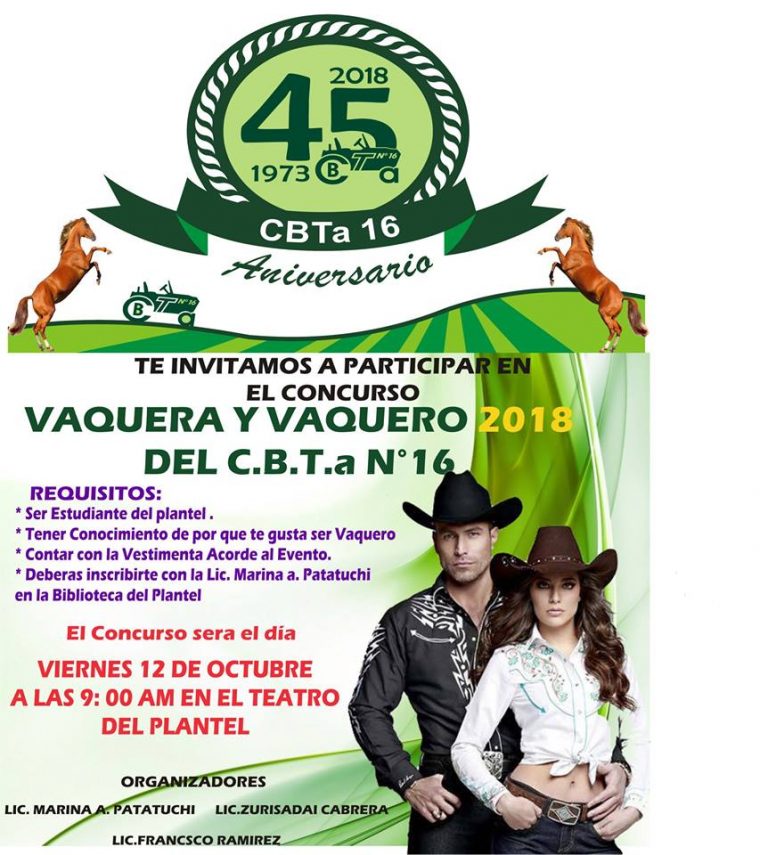 2018
45
1973 CBTa N° 16
CBTa 16
Aniversario
CBT N° 16
TE INVITAMOS A PARTICIPAR EN
EL CONCURSO
VAQUERA Y VAQUERO 2018
DEL C.B.T.a N°16
REQUISITOS:
* Ser Estudiante del plantel .
* Tener Conocimiento de por que te gusta ser Vaquero
* Contar con la Vestimenta Acorde al Evento.
* Deberas inscribirte con la Lic. Marina a. Patatuchi
en la Biblioteca del Plantel
El Concurso sera el día
VIERNES 12 DE OCTUBRE
A LAS 9: 00 AM EN EL TEATRO
DEL PLANTEL
ORGANIZADORES
LIC. MARINA A. PATATUCHI LIC.ZURISADAI CABRERA
LIC.FRANCSCO RAMIREZ